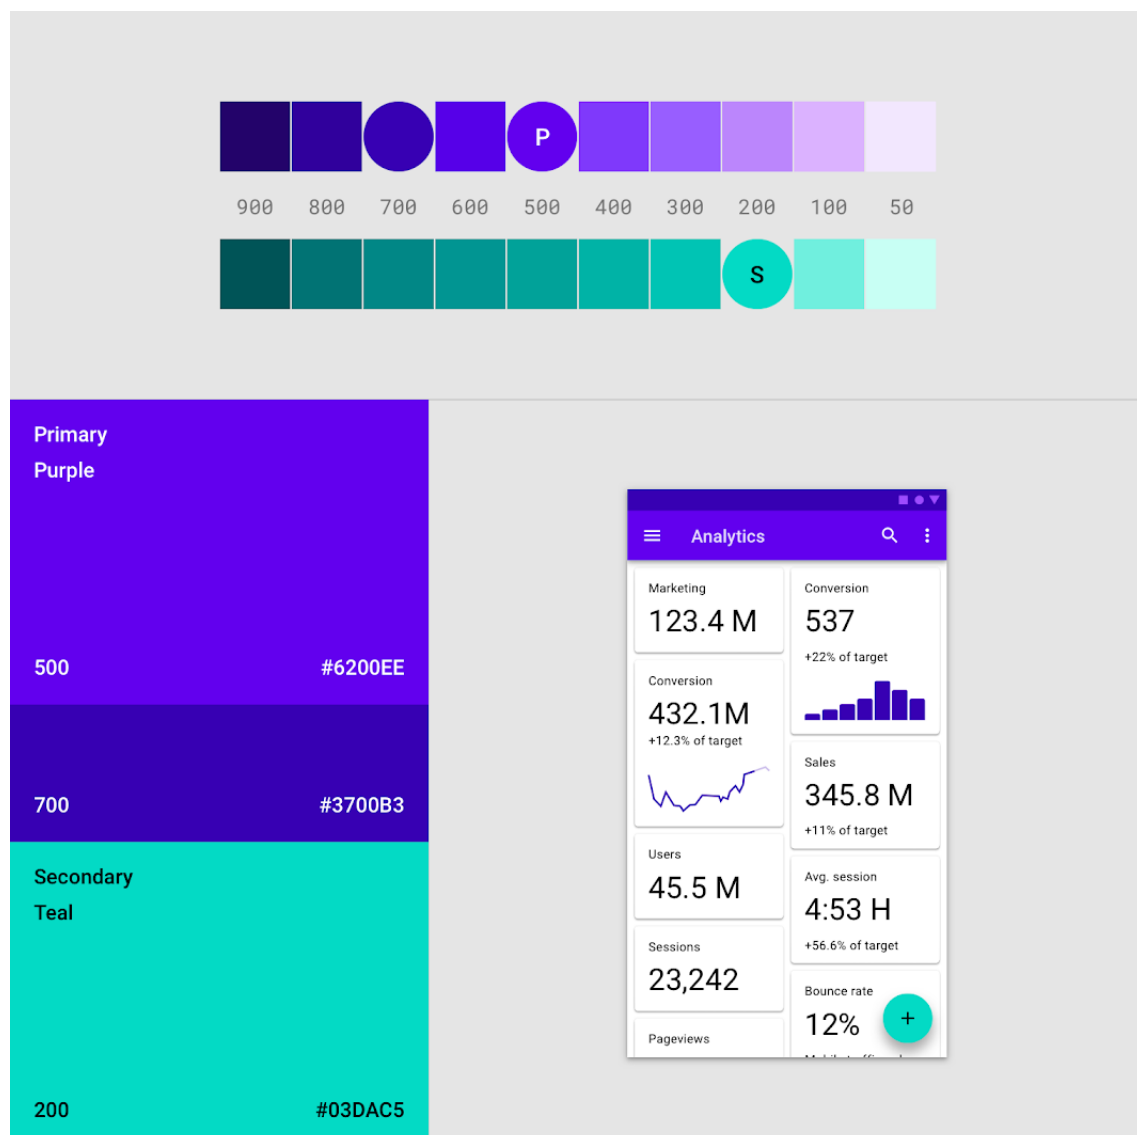 P
900 800 700 600 500 400 300 200 100 50
S
Primary
Purple
500 #6200EE
700 #3700B3
Secondary
Teal
200 #03DAC5
Analytics
Marketing
123.4 M
Conversion
432.1M
+12.3% of target
Users
45.5 M
Sessions
23,242
Pageviews
Conversion
537
+22% of target
Sales
345.8 M
+11% of target
Avg. session
4:53 H
+56.6% of target
Bounce rate
12%
+